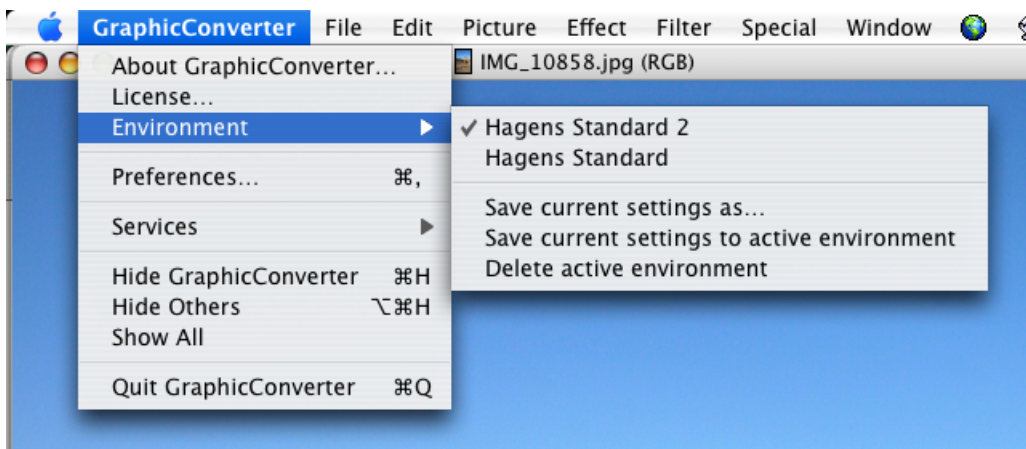 GraphicConverter File Edit Picture Effect Filter Special Window
IMG_10858.jpg (RGB)
About GraphicConverter...
License...
Environment
Preferences... ⌘,
Services
Hide GraphicConverter ⌘H
Hide Others ⌥⌘H
Show All
Quit GraphicConverter ⌘Q
✓ Hagens Standard 2
Hagens Standard
Save current settings as...
Save current settings to active environment
Delete active environment